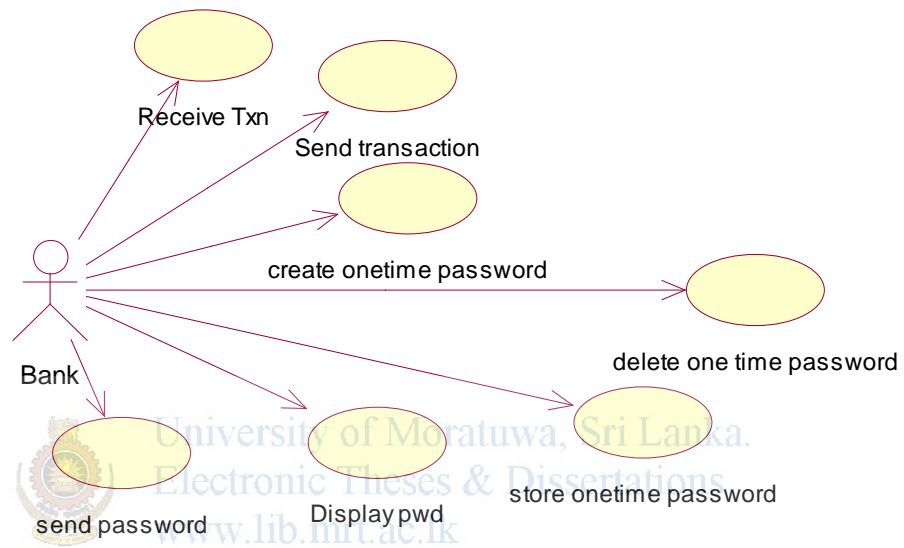 Receive Txn
Send transaction
create onetime password
delete one time password
Bank
University of Moratuwa, Sri Lanka.
Electronic Theses & Dissertations
store onetime password
Display pwd
send password
www.lib.mrt.ac.lk